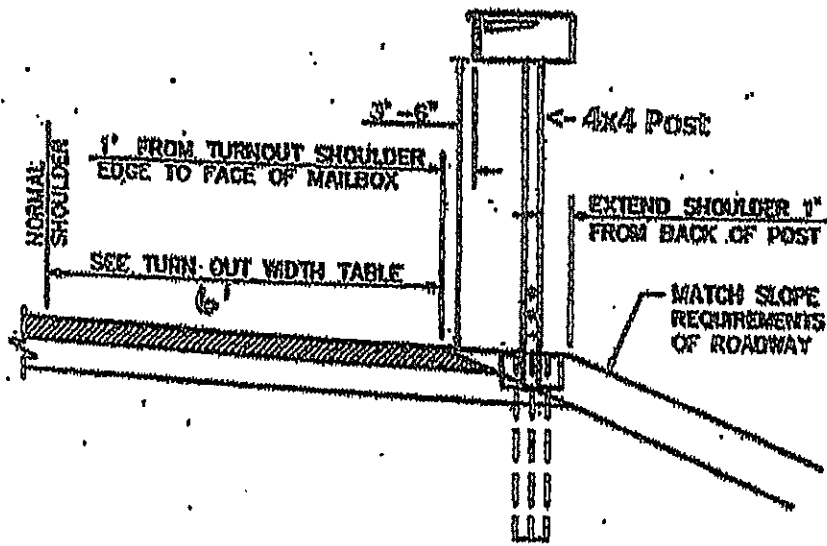 3"-6"
<- 4x4 Post
1' FROM TURNOUT SHOULDER
EDGE TO FACE OF MAILBOX
NORMAL
SHOULDER
EXTEND SHOULDER 1"
FROM BACK OF POST
SEE TURN-OUT WIDTH TABLE
MATCH SLOPE
REQUIREMENTS
OF ROADWAY